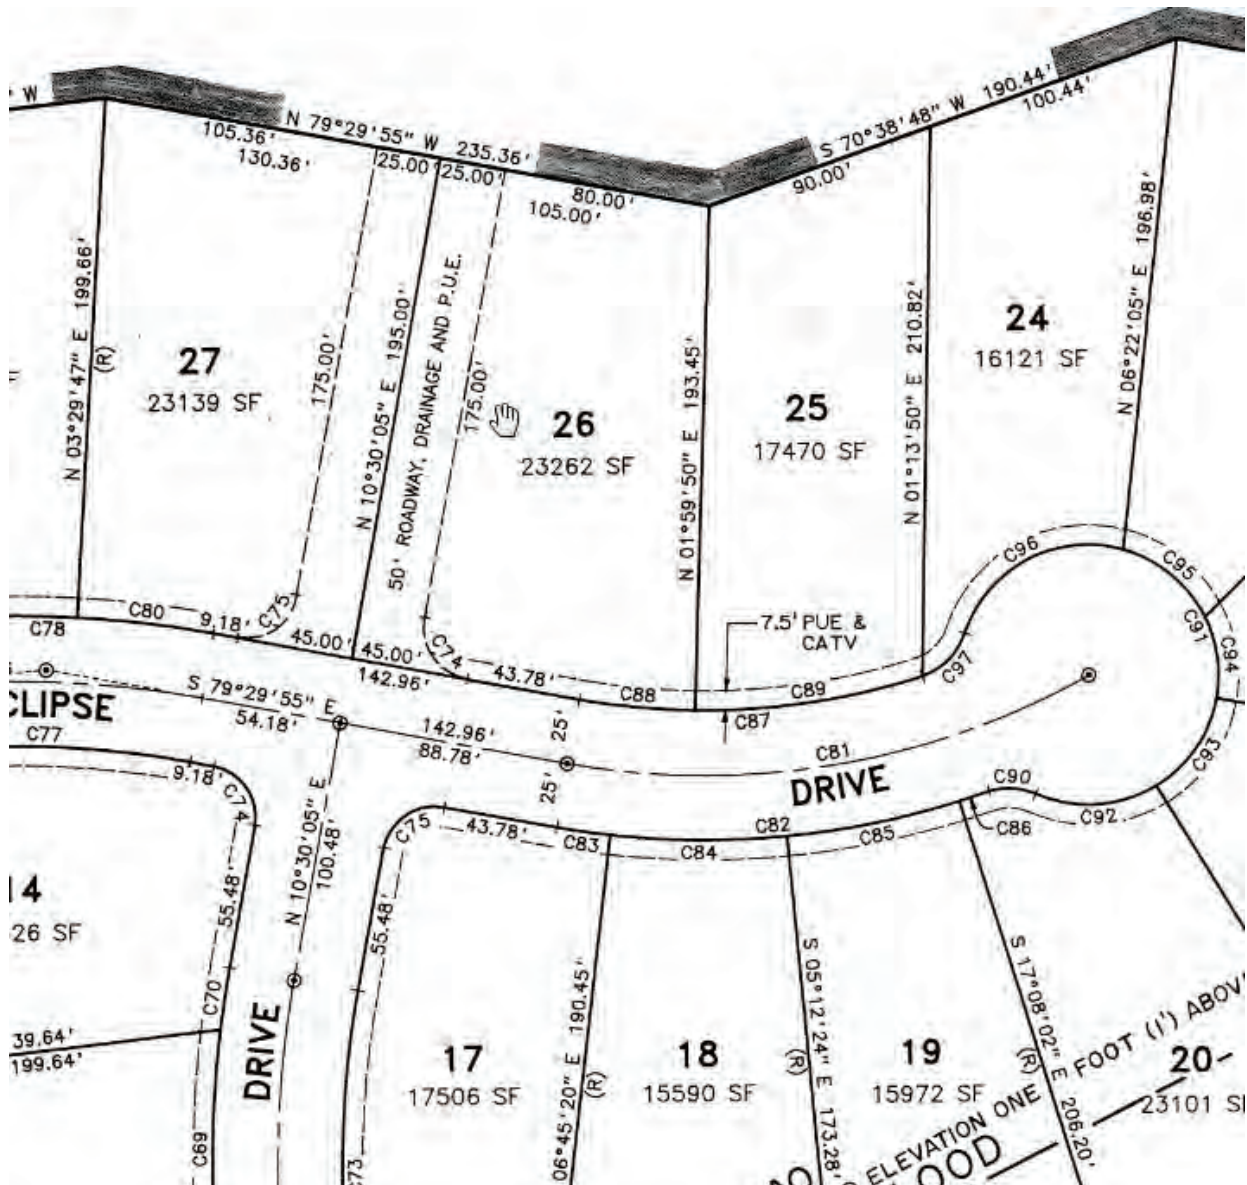 W
N 79°29'55" W 235.36'
105.36'
130.36'
25.00'
25.00'
80.00'
105.00'
S 70°38'48" W 190.44'
90.00'
100.44'
N 03°29'47" E 199.66'
(R)
27
23139 SF
175.00'
N 10°30'05" E 195.00'
50' ROADWAY, DRAINAGE AND P.U.E.
175.00'
26
23262 SF
N 01°59'50" E 193.45'
25
17470 SF
N 01°13'50" E 210.82'
24
16121 SF
N 06°22'05" E 196.98'
C78
C80
9.18'
C75
45.00'
45.00'
C74
142.96'
43.78'
C88
7.5' PUE &
CATV
C89
C87
C97
C96
C95
C91
C94
C93
CLIPSE
S 79°29'55" E
54.18'
142.96'
88.78'
25'
25'
C81
DRIVE
C77
9.18'
C74
N 10°30'05" E
100.48'
C75
43.78'
C83
C82
C84
C85
C90
C86
C92
14
26 SF
55.48'
C70
39.64'
199.64'
C69
DRIVE
55.48'
C73
17
17506 SF
06°45'20" E 190.45'
(R)
18
15590 SF
S 05°12'24" E 173.28'
(R)
19
15972 SF
S 17°08'02" E 206.20'
(R)
20
23101 SF
ELEVATION ONE FOOT (1') ABOV
OOD